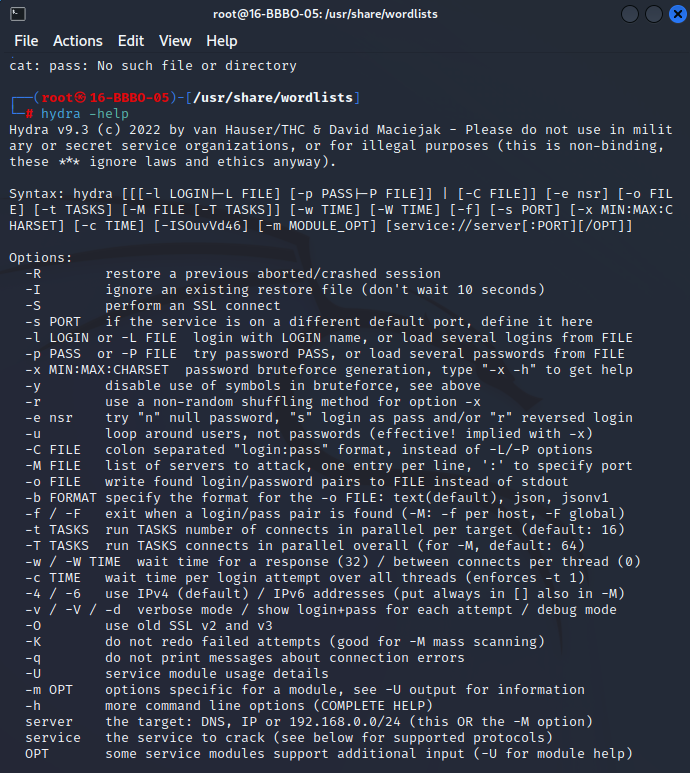 root@16-BBBO-05: /usr/share/wordlists
File Actions Edit View Help
cat: pass: No such file or directory
┌──(root㉿16-BBBO-05)-[/usr/share/wordlists]
└─# hydra -help
Hydra v9.3 (c) 2022 by van Hauser/THC & David Maciejak - Please do not use in milit
ary or secret service organizations, or for illegal purposes (this is non-binding,
these *** ignore laws and ethics anyway).
Syntax: hydra [[[-l LOGIN|-L FILE] [-p PASS|-P FILE]] | [-C FILE]] [-e nsr] [-o FIL
E] [-t TASKS] [-M FILE [-T TASKS]] [-w TIME] [-W TIME] [-f] [-s PORT] [-x MIN:MAX:C
HARSET] [-c TIME] [-ISOuvVd46] [-m MODULE_OPT] [service://server[:PORT][/OPT]]
Options:
-R restore a previous aborted/crashed session
-I ignore an existing restore file (don't wait 10 seconds)
-S perform an SSL connect
-s PORT if the service is on a different default port, define it here
-l LOGIN or -L FILE login with LOGIN name, or load several logins from FILE
-p PASS or -P FILE try password PASS, or load several passwords from FILE
-x MIN:MAX:CHARSET password bruteforce generation, type "-x -h" to get help
-y disable use of symbols in bruteforce, see above
-r use a non-random shuffling method for option -x
-e nsr try "n" null password, "s" login as pass and/or "r" reversed login
-u loop around users, not passwords (effective! implied with -x)
-C FILE colon separated "login:pass" format, instead of -L/-P options
-M FILE list of servers to attack, one entry per line, ':' to specify port
-o FILE write found login/password pairs to FILE instead of stdout
-b FORMAT specify the format for the -o FILE: text(default), json, jsonv1
-f / -F exit when a login/pass pair is found (-M: -f per host, -F global)
-t TASKS run TASKS number of connects in parallel per target (default: 16)
-T TASKS run TASKS connects in parallel overall (for -M, default: 64)
-w / -W TIME wait time for a response (32) / between connects per thread (0)
-c TIME wait time per login attempt over all threads (enforces -t 1)
-4 / -6 use IPv4 (default) / IPv6 addresses (put always in [] also in -M)
-v / -V / -d verbose mode / show login+pass for each attempt / debug mode
-O use old SSL v2 and v3
-K do not redo failed attempts (good for -M mass scanning)
-q do not print messages about connection errors
-U service module usage details
-m OPT options specific for a module, see -U output for information
-h more command line options (COMPLETE HELP)
server the target: DNS, IP or 192.168.0.0/24 (this OR the -M option)
service the service to crack (see below for supported protocols)
OPT some service modules support additional input (-U for module help)